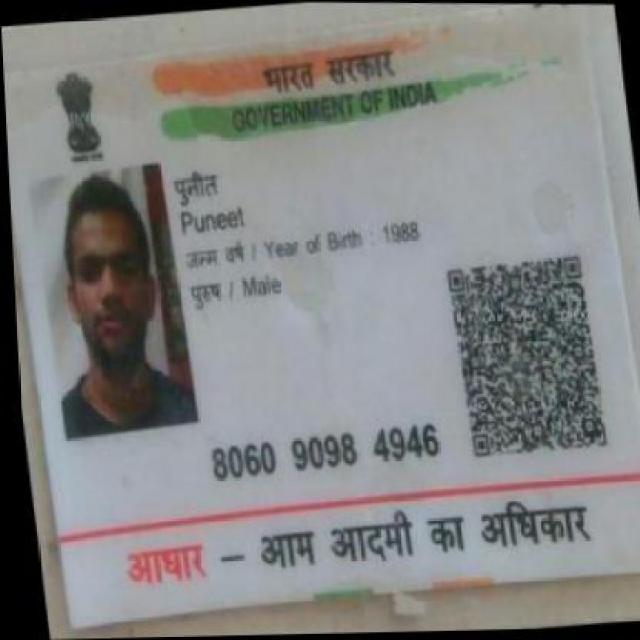 भारत सरकार
GOVERNMENT OF INDIA
पुनीत
Puneet
जन्म वर्ष / Year of Birth : 1988
पुरुष / Male
8060 9098 4946
आधार – आम आदमी का अधिकार